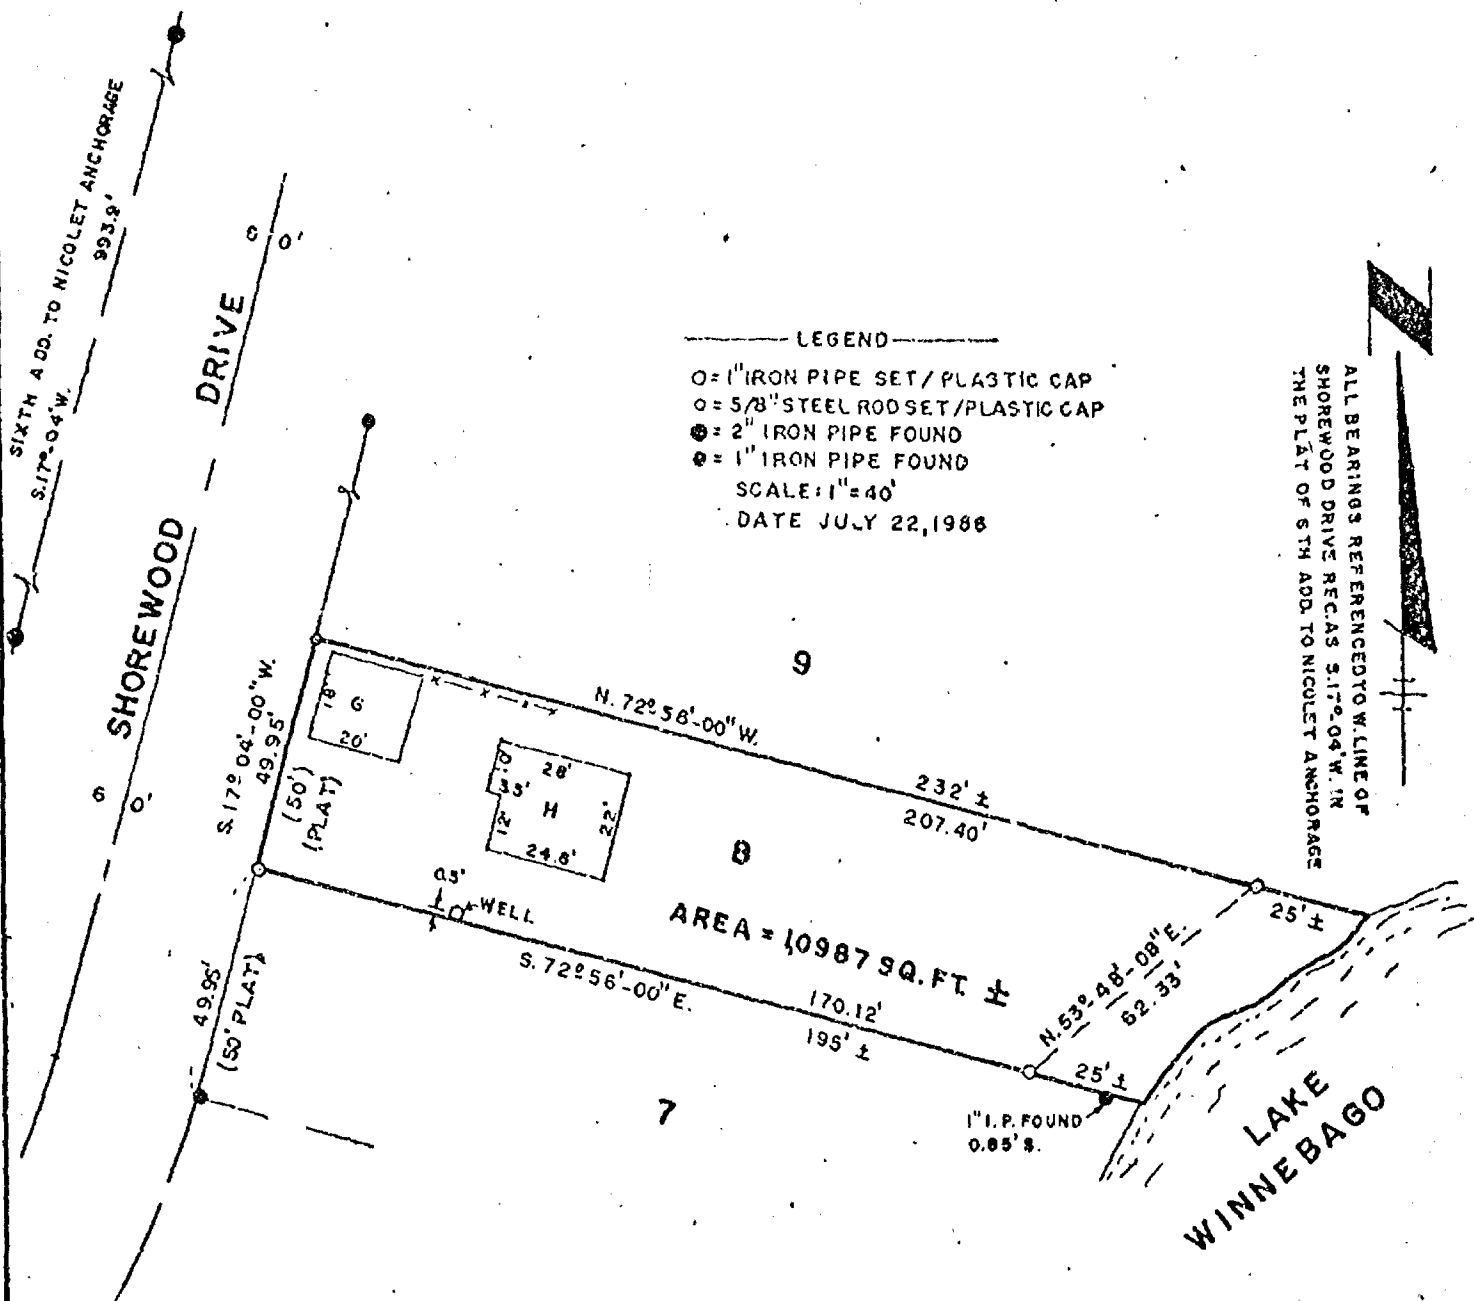 SIXTH ADD. TO NICOLET ANCHORAGE
993.9'
S.17°-04'W.
60'
SHOREWOOD DRIVE
60'
LEGEND
O = 1" IRON PIPE SET / PLASTIC CAP
o = 5/8" STEEL ROD SET / PLASTIC CAP
● = 2" IRON PIPE FOUND
● = 1" IRON PIPE FOUND
SCALE: 1" = 40'
DATE JULY 22, 1988
ALL BEARINGS REFERENCED TO W. LINE OF
SHOREWOOD DRIVE REC. AS S.17°-04'W. IN
THE PLAT OF 6TH ADD. TO NICOLET ANCHORAGE
9
S.17°04'-00"W.
49.95'
(50')
(PLAT)
18'
G
20'
N.72°56'-00"W.
232' ±
207.40'
10'
28'
3.5'
H
12'
22'
24.6'
8
AREA = 10987 SQ. FT. ±
0.5'
WELL
S.72°56'-00"E.
170.12'
195' ±
N.53°-48'-08"E.
62.33'
25' ±
25' ±
49.95'
(50' PLAT)
7
1" I.P. FOUND
0.85' S.
LAKE
WINNEBAGO